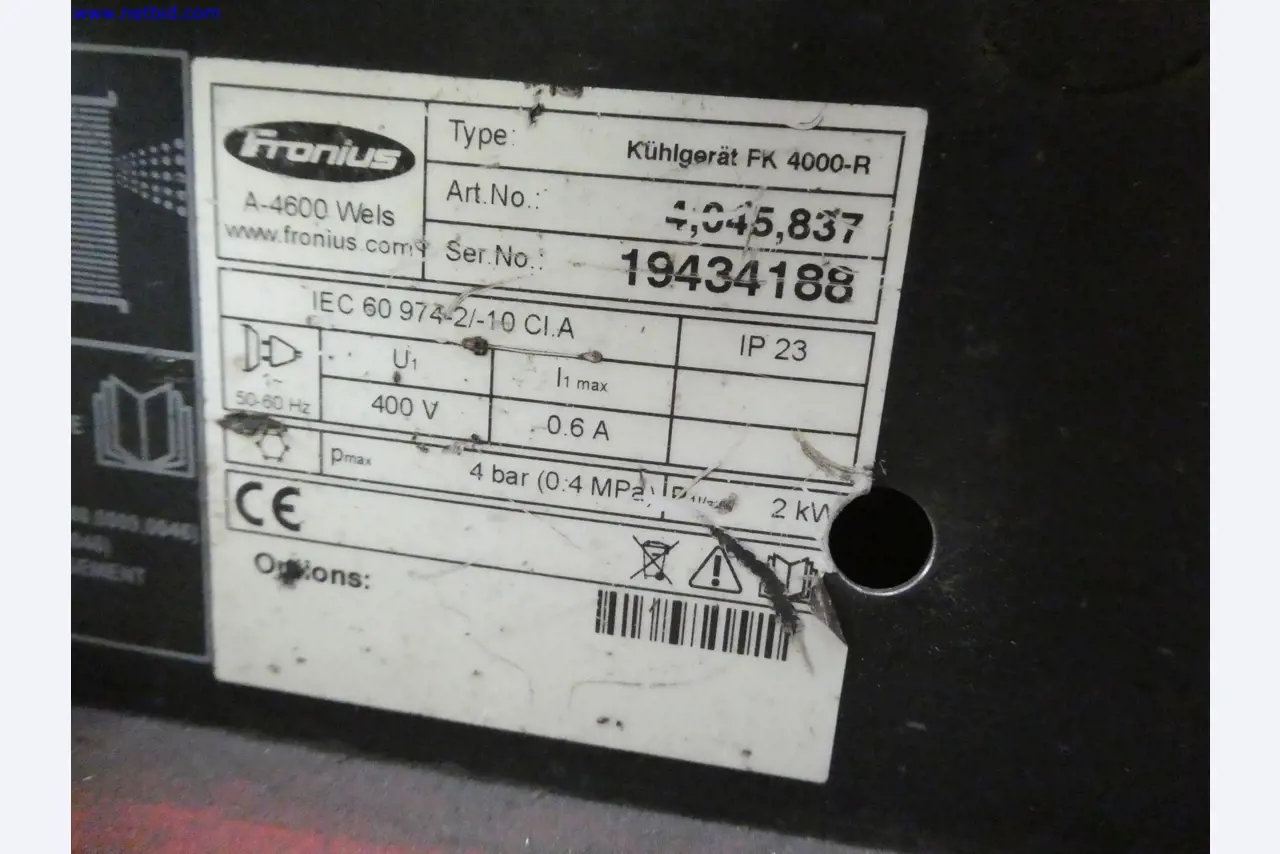 www.netbid.com
Fronius
A-4600 Wels
www.fronius.com
Type: Kühlgerät FK 4000-R
Art.No.: 4,045,837
Ser.No.: 19434188
IEC 60 974-2/-10 Cl.A
IP 23
1~
50-60 Hz
U1
I1 max
400 V
0.6 A
pmax
4 bar (0.4 MPa)
2 kW
CE
Options: